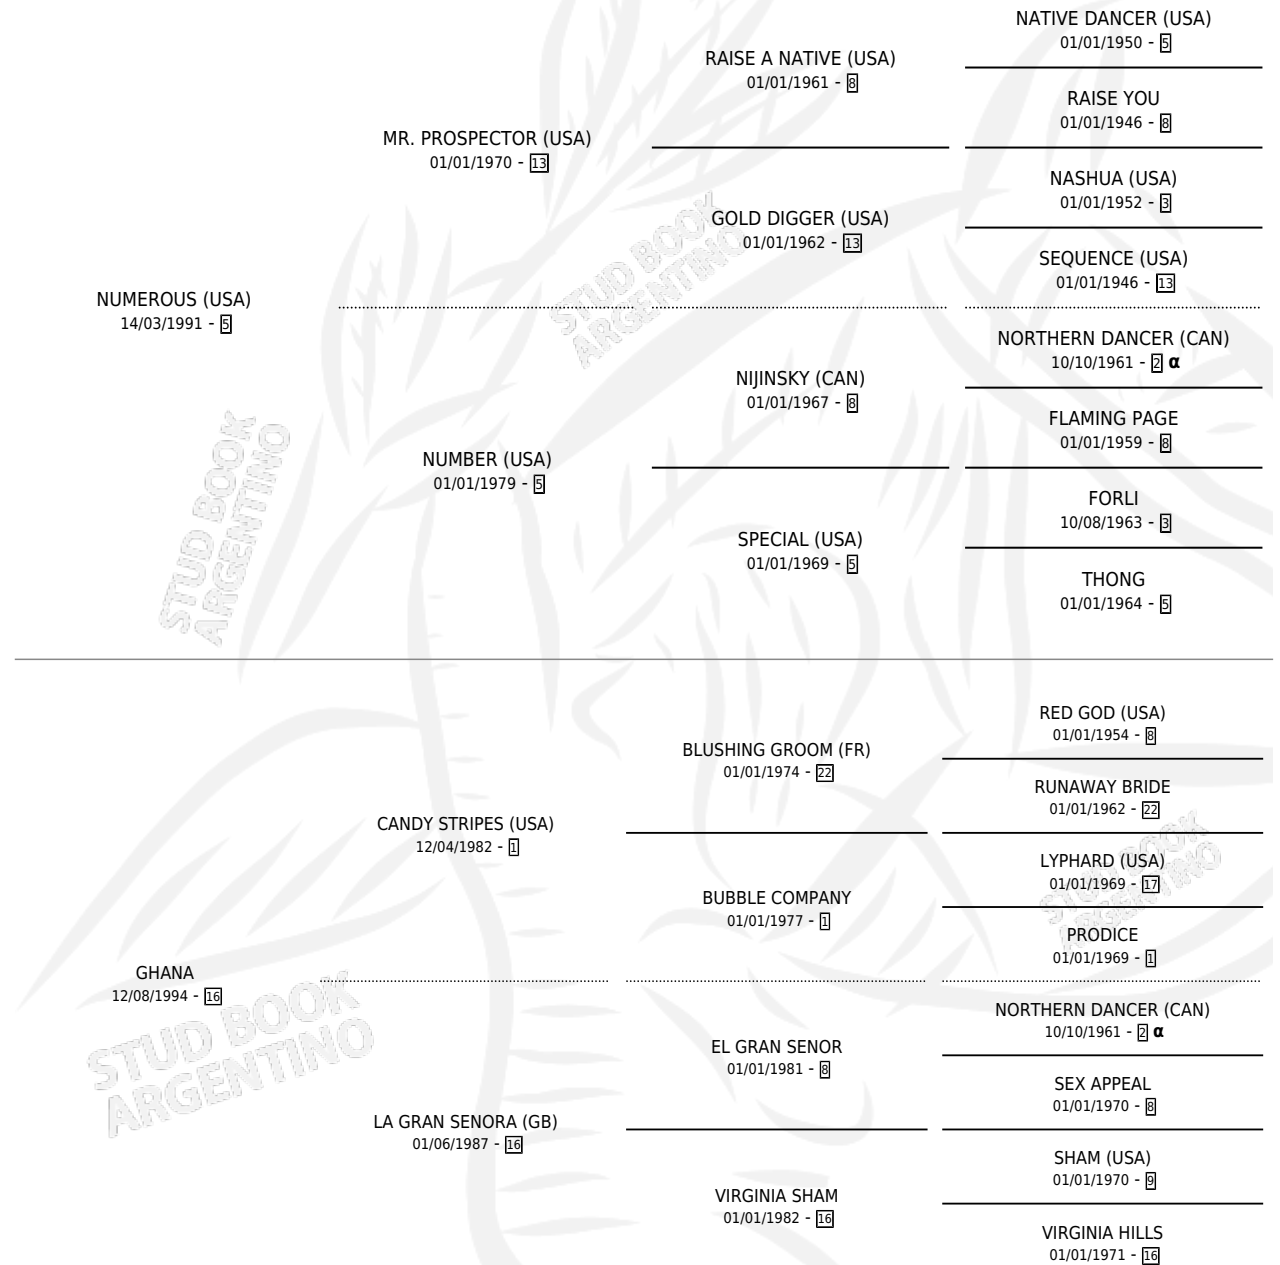 NATIVE DANCER (USA)
01/01/1950 - 5
RAISE A NATIVE (USA)
01/01/1961 - 8
RAISE YOU
01/01/1946 - 8
MR. PROSPECTOR (USA)
01/01/1970 - 13
NASHUA (USA)
01/01/1952 - 3
GOLD DIGGER (USA)
01/01/1962 - 13
SEQUENCE (USA)
01/01/1946 - 13
NUMEROUS (USA)
14/03/1991 - 5
NORTHERN DANCER (CAN)
10/10/1961 - 2 α
NIJINSKY (CAN)
01/01/1967 - 8
FLAMING PAGE
01/01/1959 - 8
NUMBER (USA)
01/01/1979 - 5
FORLI
10/08/1963 - 3
SPECIAL (USA)
01/01/1969 - 5
THONG
01/01/1964 - 5
STUD BOOK
ARGENTINO
STUD BOOK
ARGENTINO
RED GOD (USA)
01/01/1954 - 8
BLUSHING GROOM (FR)
01/01/1974 - 22
RUNAWAY BRIDE
01/01/1962 - 22
CANDY STRIPES (USA)
12/04/1982 - 1
LYPHARD (USA)
01/01/1969 - 17
BUBBLE COMPANY
01/01/1977 - 1
PRODICE
01/01/1969 - 1
GHANA
12/08/1994 - 16
NORTHERN DANCER (CAN)
10/10/1961 - 2 α
EL GRAN SENOR
01/01/1981 - 8
SEX APPEAL
01/01/1970 - 8
LA GRAN SENORA (GB)
01/06/1987 - 16
SHAM (USA)
01/01/1970 - 9
VIRGINIA SHAM
01/01/1982 - 16
VIRGINIA HILLS
01/01/1971 - 16
STUD BOOK
ARGENTINO
STUD BOOK
ARGENTINO